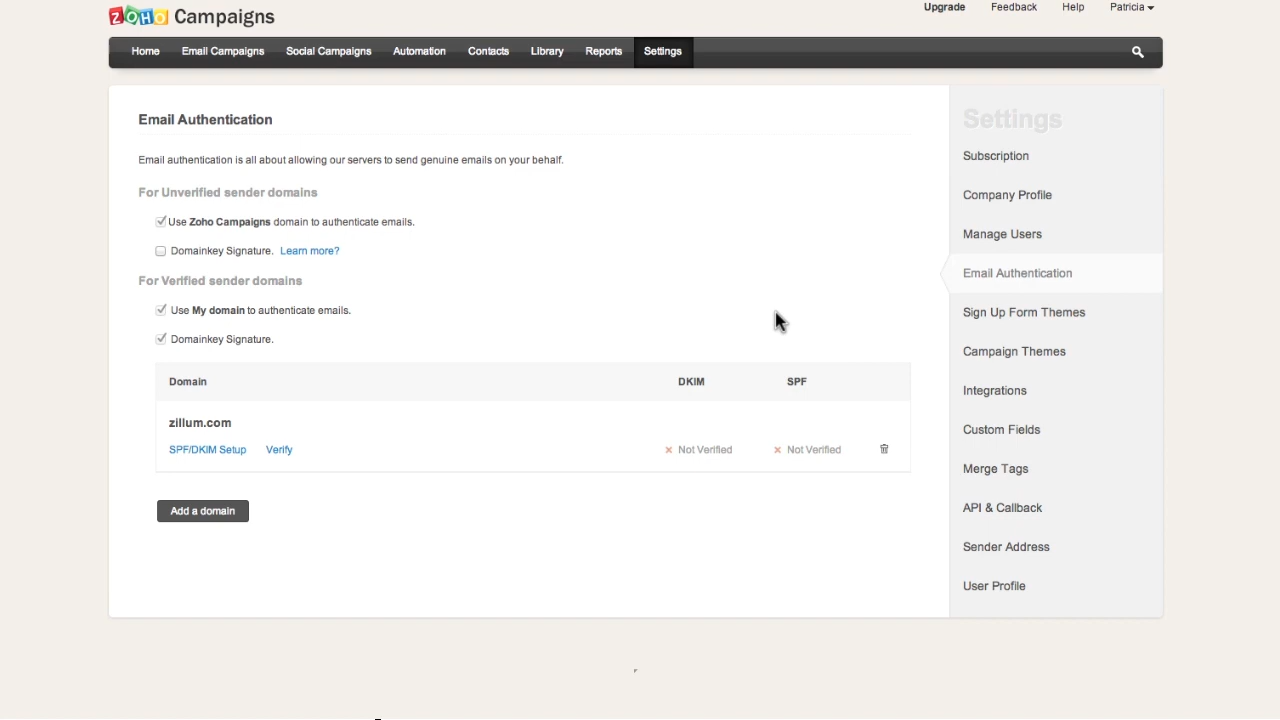 ZOHO Campaigns
Upgrade Feedback Help Patricia
Home Email Campaigns Social Campaigns Automation Contacts Library Reports Settings
Email Authentication
Email authentication is all about allowing our servers to send genuine emails on your behalf.
For Unverified sender domains
Use Zoho Campaigns domain to authenticate emails.
Domainkey Signature. Learn more?
For Verified sender domains
Use My domain to authenticate emails.
Domainkey Signature.
Domain DKIM SPF
zillum.com
SPF/DKIM Setup Verify Not Verified Not Verified
Add a domain
Settings
Subscription
Company Profile
Manage Users
Email Authentication
Sign Up Form Themes
Campaign Themes
Integrations
Custom Fields
Merge Tags
API & Callback
Sender Address
User Profile